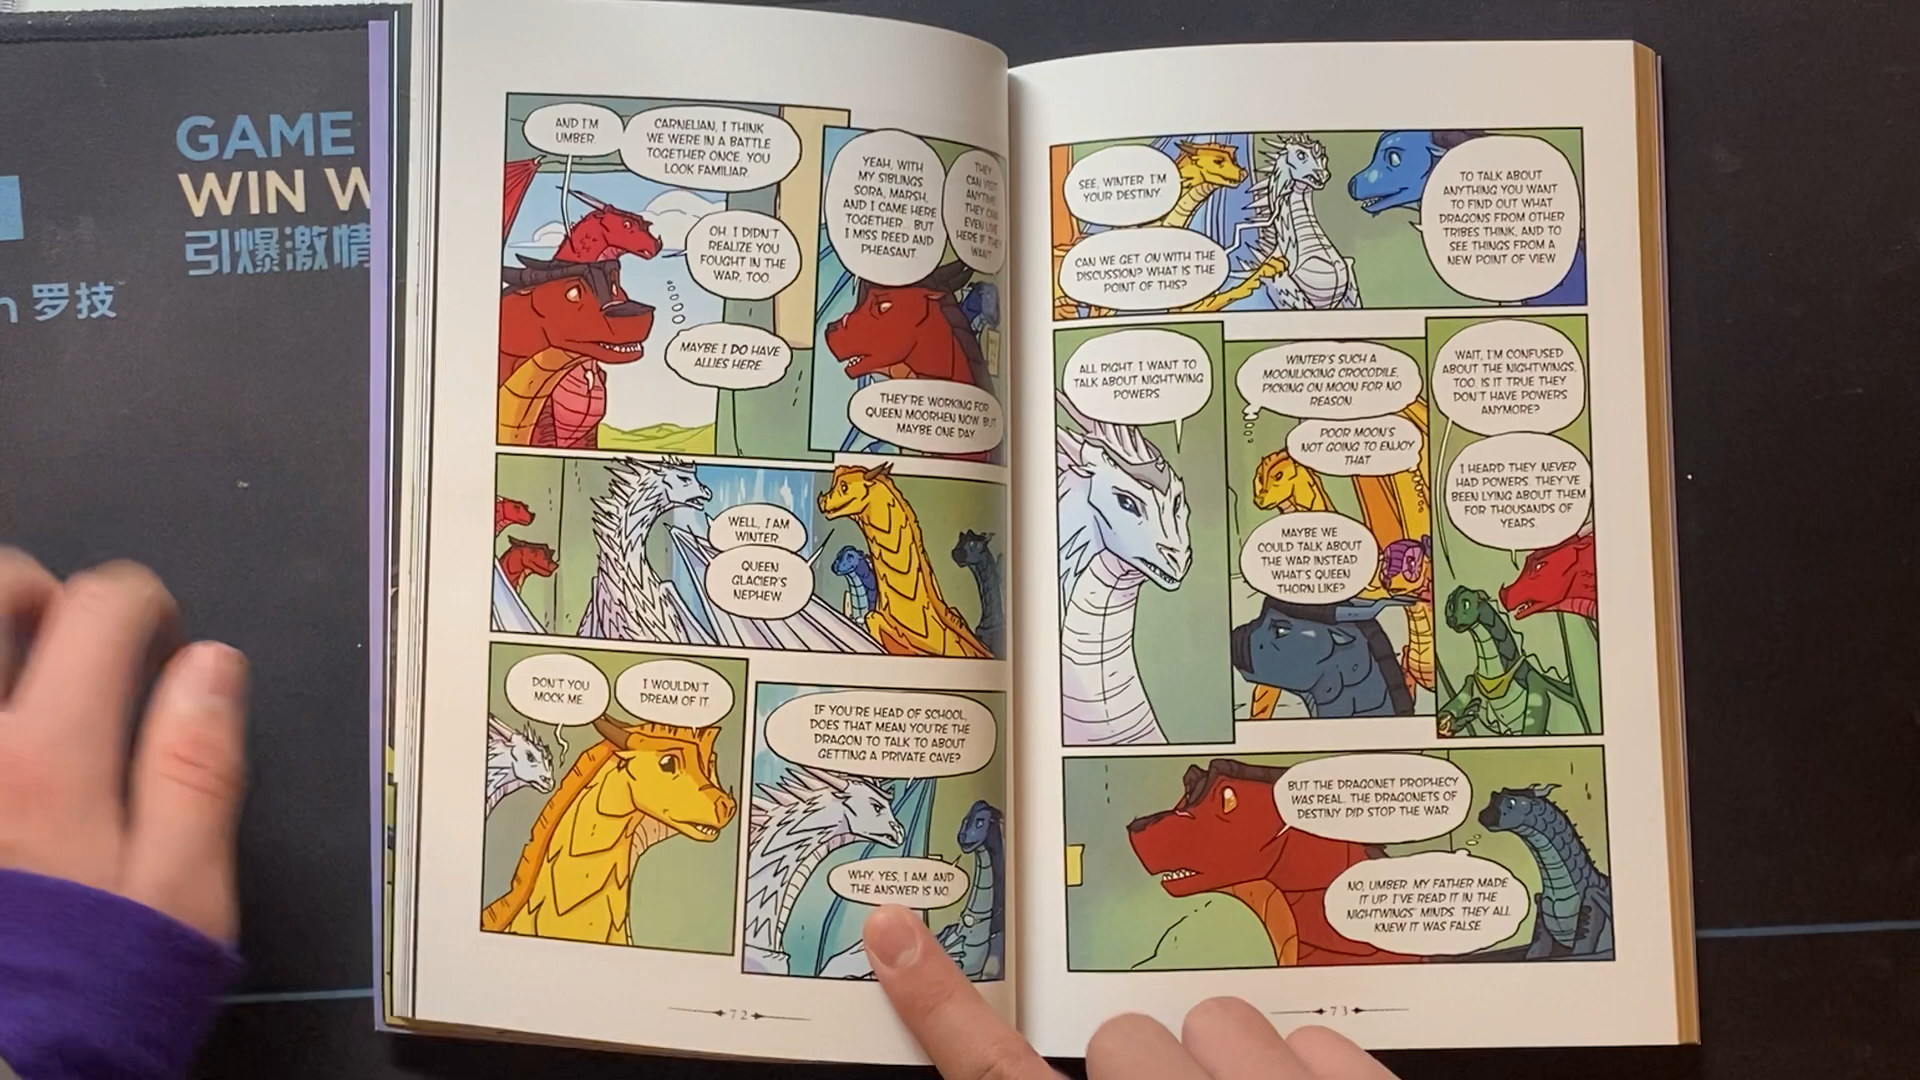 GAME
WIN W
引爆激情
n 罗技
AND I'M
UMBER.
CARNELIAN, I THINK
WE WERE IN A BATTLE
TOGETHER ONCE. YOU
LOOK FAMILIAR.
OH. I DIDN'T
REALIZE YOU
FOUGHT IN THE
WAR, TOO.
MAYBE I DO HAVE
ALLIES HERE.
YEAH, WITH
MY SIBLINGS
SORA, MARSH,
AND I CAME HERE
TOGETHER... BUT
I MISS REED AND
PHEASANT.
THEY
CAN VISIT
ANYTIME.
THEY CAN
EVEN LIVE
HERE IF THEY
WANT.
THEY'RE WORKING FOR
QUEEN MOORHEN NOW, BUT
MAYBE ONE DAY.
WELL, I AM
WINTER.
QUEEN
GLACIER'S
NEPHEW.
DON'T YOU
MOCK ME.
I WOULDN'T
DREAM OF IT.
IF YOU'RE HEAD OF SCHOOL,
DOES THAT MEAN YOU'RE THE
DRAGON TO TALK TO ABOUT
GETTING A PRIVATE CAVE?
WHY, YES, I AM. AND
THE ANSWER IS NO.
72
SEE, WINTER. I'M
YOUR DESTINY.
CAN WE GET ON WITH THE
DISCUSSION? WHAT IS THE
POINT OF THIS?
TO TALK ABOUT
ANYTHING YOU WANT.
TO FIND OUT WHAT
DRAGONS FROM OTHER
TRIBES THINK, AND TO
SEE THINGS FROM A
NEW POINT OF VIEW.
ALL RIGHT. I WANT TO
TALK ABOUT NIGHTWING
POWERS.
WINTER'S SUCH A
MOONLICKING CROCODILE,
PICKING ON MOON FOR NO
REASON.
POOR MOON'S
NOT GOING TO ENJOY
THAT.
MAYBE WE
COULD TALK ABOUT
THE WAR INSTEAD.
WHAT'S QUEEN
THORN LIKE?
WAIT, I'M CONFUSED
ABOUT THE NIGHTWINGS,
TOO. IS IT TRUE THEY
DON'T HAVE POWERS
ANYMORE?
I HEARD THEY NEVER
HAD POWERS. THEY'VE
BEEN LYING ABOUT THEM
FOR THOUSANDS OF
YEARS.
BUT THE DRAGONET PROPHECY
WAS REAL. THE DRAGONETS OF
DESTINY DID STOP THE WAR.
NO, UMBER. MY FATHER MADE
IT UP. I'VE READ IT IN THE
NIGHTWINGS' MINDS. THEY ALL
KNEW IT WAS FALSE.
73